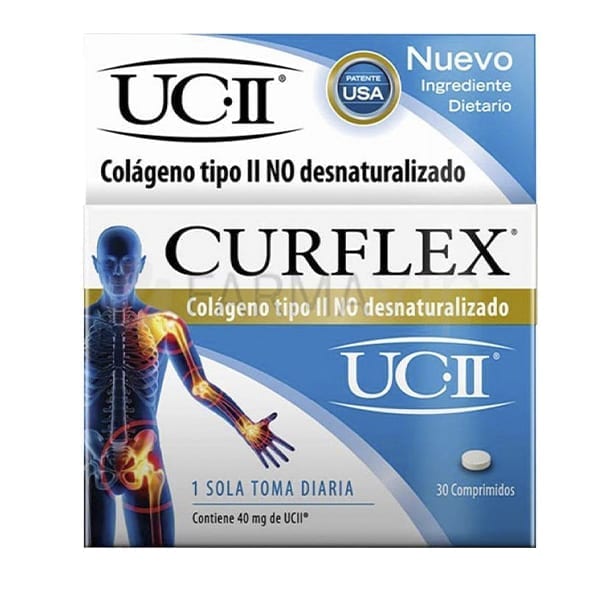 UC·II®
PATENTE
USA
Nuevo
Ingrediente
Dietario
Colágeno tipo II NO desnaturalizado
CURFLEX®
Colágeno tipo II NO desnaturalizado
UC·II®
1 SOLA TOMA DIARIA
Contiene 40 mg de UCII®
30 Comprimidos